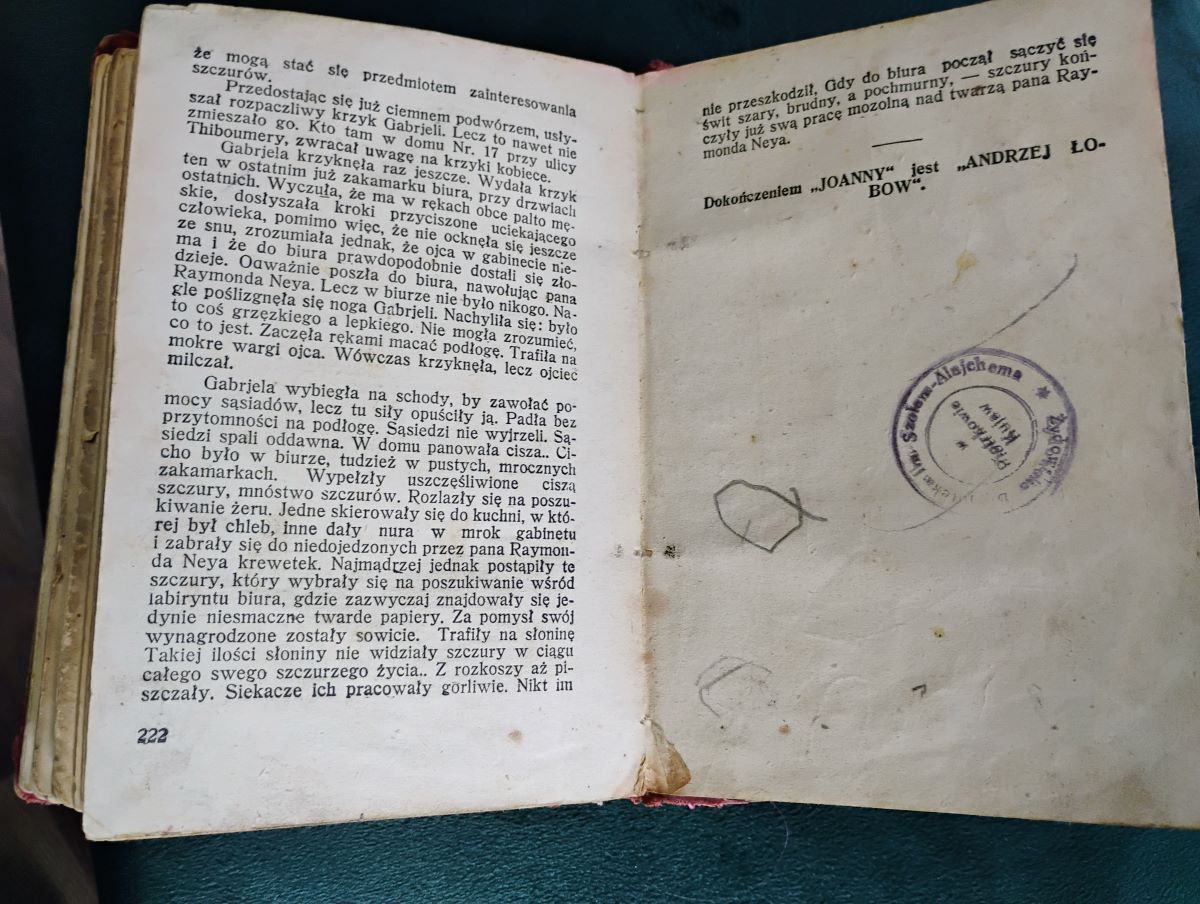 że mogą stać się przedmiotem zainteresowania
szczurów.
Przedostając się już ciemnem podwórzem, usły-
szał rozpaczliwy krzyk Gabrjeli. Lecz to nawet nie
zmieszało go. Kto tam w domu Nr. 17 przy ulicy
Thiboumery, zwracał uwagę na krzyki kobiece.
Gabrjela krzyknęła raz jeszcze. Wydała krzyk
ten w ostatnim już zakamarku biura, przy drzwiach
ostatnich. Wyczuła, że ma w rękach obce palto mę-
skie, dosłyszała kroki przyciszone uciekającego
człowieka, pomimo więc, że nie ocknęła się jeszcze
ze snu, zrozumiała jednak, że ojca w gabinecie nie-
ma i że do biura prawdopodobnie dostali się zło-
dzieje. Odważnie poszła do biura, nawołując pana
Raymonda Neya. Lecz w biurze nie było nikogo. Na-
gle poślizgnęła się noga Gabrjeli. Nachyliła się: było
to coś grzęzkiego a lepkiego. Nie mogła zrozumieć,
co to jest. Zaczęła rękami macać podłogę. Trafiła na
mokre wargi ojca. Wówczas krzyknęła, lecz ojciec
milczał.
Gabrjela wybiegła na schody, by zawołać po-
mocy sąsiadów, lecz tu siły opuściły ją. Padła bez
przytomności na podłogę. Sąsiedzi nie wyjrzeli. Są-
siedzi spali oddawna. W domu panowała cisza.. Ci-
cho było w biurze, tudzież w pustych, mrocznych
zakamarkach. Wypełzły uszczęśliwione ciszą
szczury, mnóstwo szczurów. Rozlazły się na poszu-
kiwanie żeru. Jedne skierowały się do kuchni, w któ-
rej był chleb, inne dały nura w mrok gabinetu
i zabrały się do niedojedzonych przez pana Raymon-
da Neya krewetek. Najmądrzej jednak postąpiły te
szczury, który wybrały się na poszukiwanie wśród
labiryntu biura, gdzie zazwyczaj znajdowały się je-
dynie niesmaczne twarde papiery. Za pomysł swój
wynagrodzone zostały sowicie. Trafiły na słoninę
Takiej ilości słoniny nie widziały szczury w ciągu
całego swego szczurzego życia.. Z rozkoszy aż pi-
szczały. Siekacze ich pracowały gorliwie. Nikt im
222
nie przeszkodził, Gdy do biura począł sączyć się
świt szary, brudny, a pochmurny, — szczury koń-
czyły już swą pracę mozolną nad twarzą pana Ray-
monda Neya.
Dokończeniem „JOANNY“ jest „ANDRZEJ ŁO-
BOW“.
Im. Szolem-Alajchema
w
Piotrkowie
Kujaw